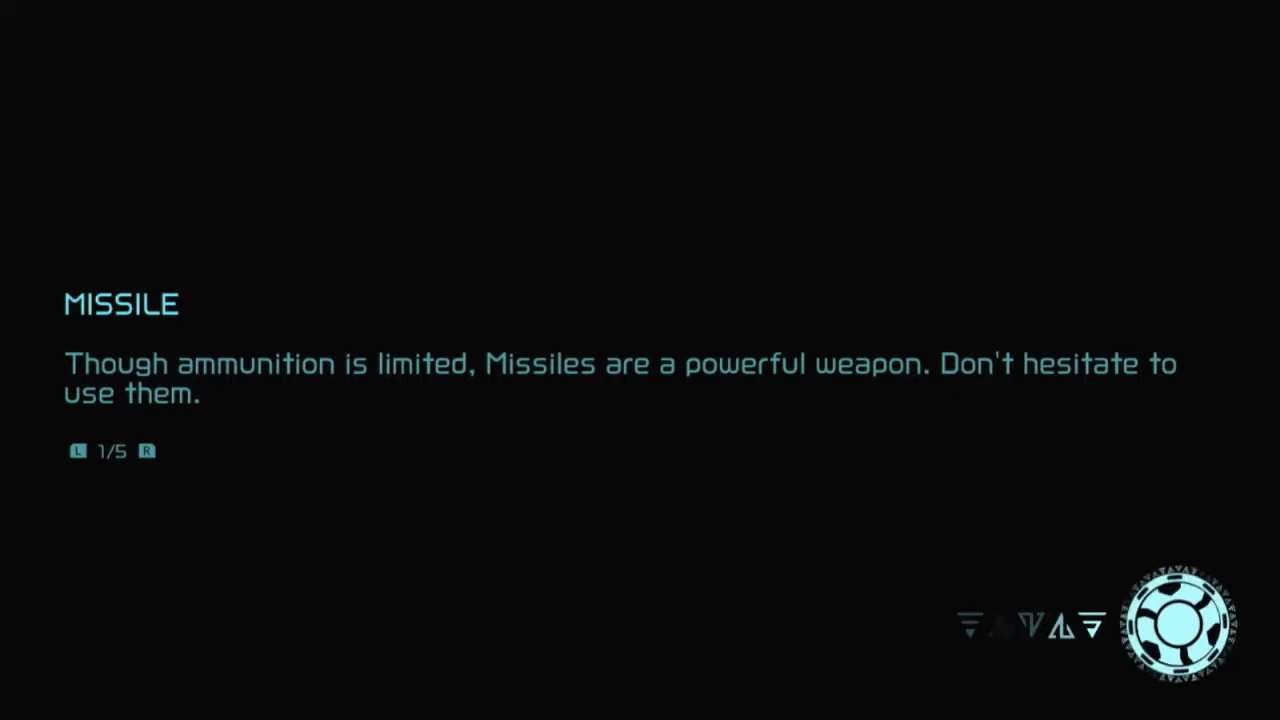 MISSILE
Though ammunition is limited, Missiles are a powerful weapon. Don't hesitate to
use them.
L 1/5 R